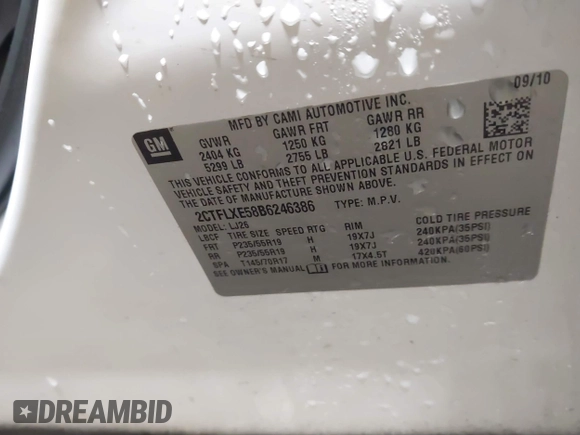 09/10
MFD BY CAMI AUTOMOTIVE INC.
GM
GVWR GAWR FRT GAWR RR
2404 KG 1250 KG 1280 KG
5299 LB 2755 LB 2821 LB
THIS VEHICLE CONFORMS TO ALL APPLICABLE U.S. FEDERAL MOTOR
VEHICLE SAFETY AND THEFT PREVENTION STANDARDS IN EFFECT ON
THE DATE OF MANUFACTURE SHOWN ABOVE.
2CTFLXE58B6246386 TYPE: M.P.V.
MODEL: LJ26
LBCF TIRE SIZE SPEED RTG RIM COLD TIRE PRESSURE
FRT P235/55R19 H 19X7J 240KPA(35PSI)
RR P235/55R19 H 19X7J 240KPA(35PSI)
SPA T145/70R17 M 17X4.5T 420KPA(60PSI)
SEE OWNER'S MANUAL
DREAMBID